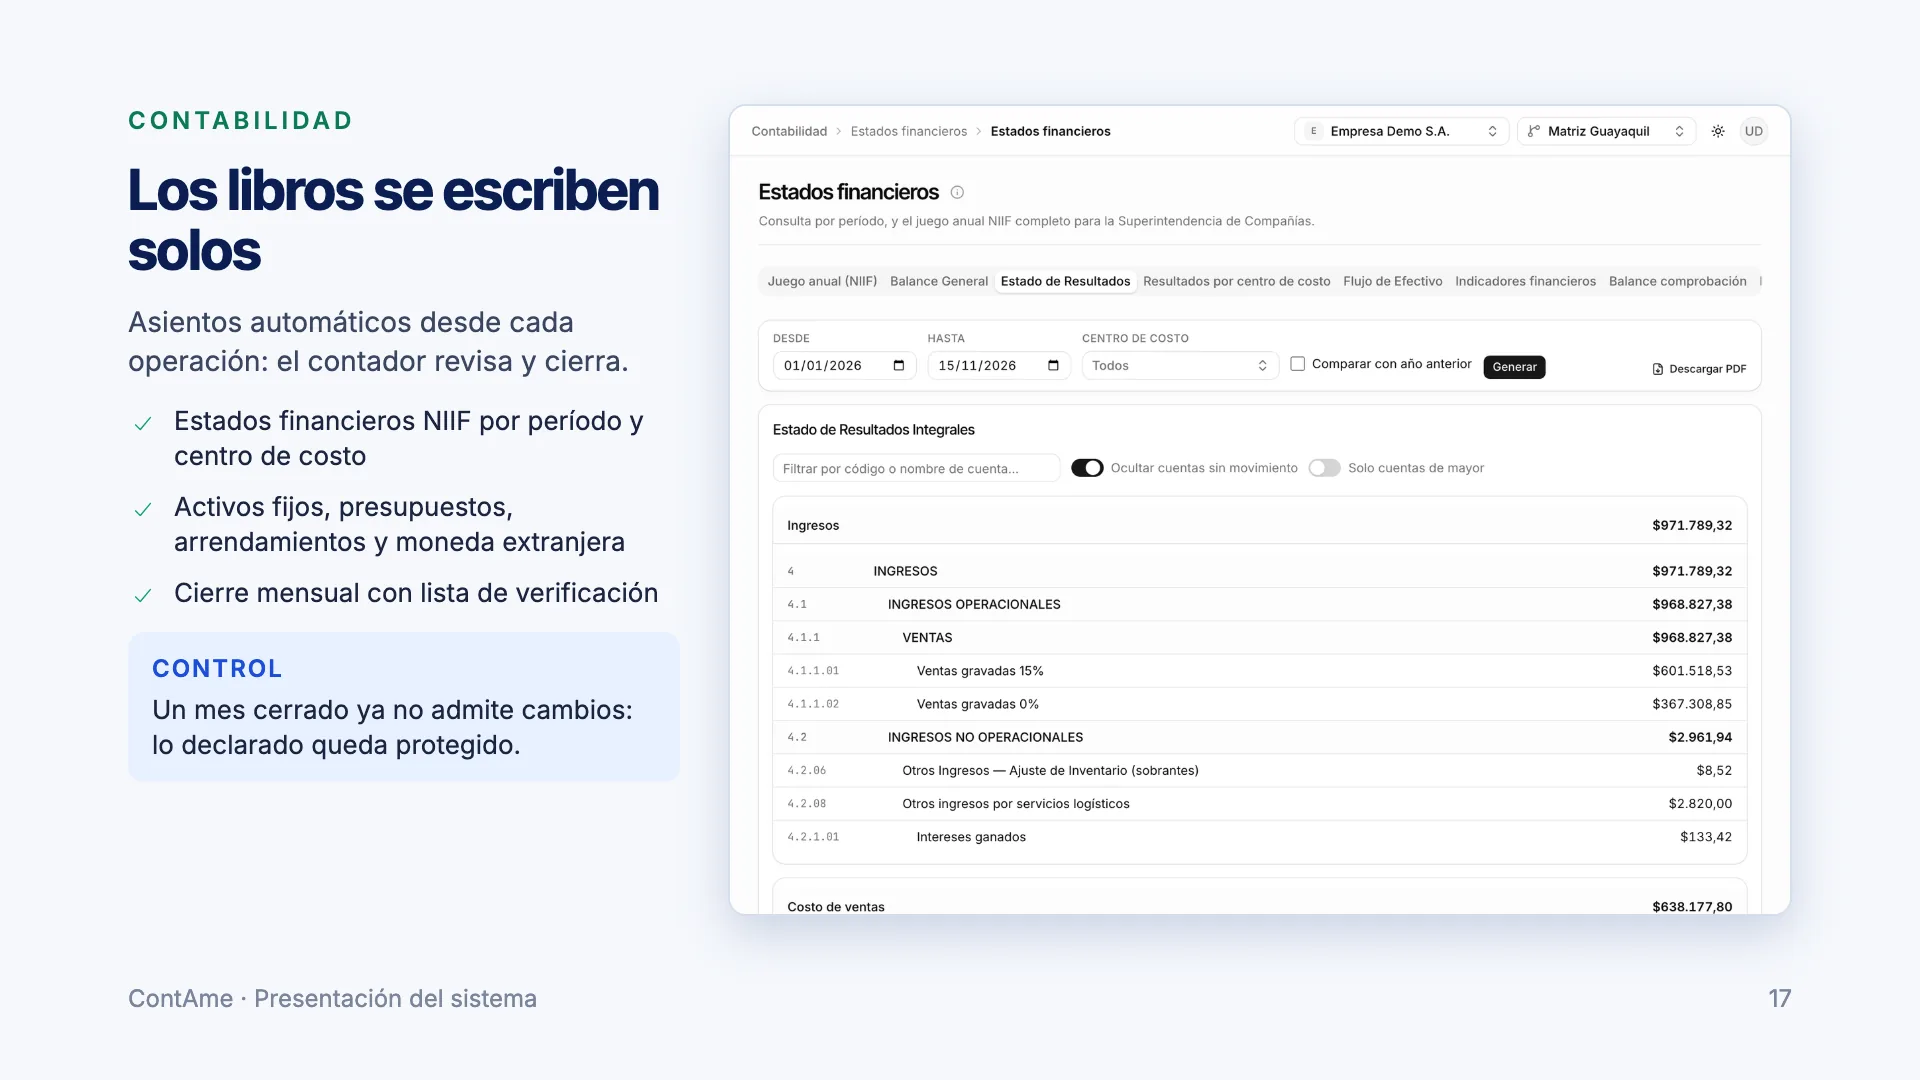 CONTABILIDAD
Los libros se escriben
solos
Asientos automáticos desde cada
operación: el contador revisa y cierra.
Estados financieros NIIF por período y
centro de costo
Activos fijos, presupuestos,
arrendamientos y moneda extranjera
Cierre mensual con lista de verificación
CONTROL
Un mes cerrado ya no admite cambios:
lo declarado queda protegido.
Contabilidad > Estados financieros > Estados financieros
E Empresa Demo S.A.
Matriz Guayaquil
UD
Estados financieros
Consulta por período, y el juego anual NIIF completo para la Superintendencia de Compañías.
Juego anual (NIIF) Balance General Estado de Resultados Resultados por centro de costo Flujo de Efectivo Indicadores financieros Balance comprobación
DESDE HASTA CENTRO DE COSTO
01/01/2026 15/11/2026 Todos Comparar con año anterior Generar Descargar PDF
Estado de Resultados Integrales
Filtrar por código o nombre de cuenta... Ocultar cuentas sin movimiento Solo cuentas de mayor
Ingresos $971.789,32
4 INGRESOS $971.789,32
4.1 INGRESOS OPERACIONALES $968.827,38
4.1.1 VENTAS $968.827,38
4.1.1.01 Ventas gravadas 15% $601.518,53
4.1.1.02 Ventas gravadas 0% $367.308,85
4.2 INGRESOS NO OPERACIONALES $2.961,94
4.2.06 Otros Ingresos — Ajuste de Inventario (sobrantes) $8,52
4.2.08 Otros ingresos por servicios logísticos $2.820,00
4.2.1.01 Intereses ganados $133,42
Costo de ventas $638.177,80
ContAme · Presentación del sistema
17